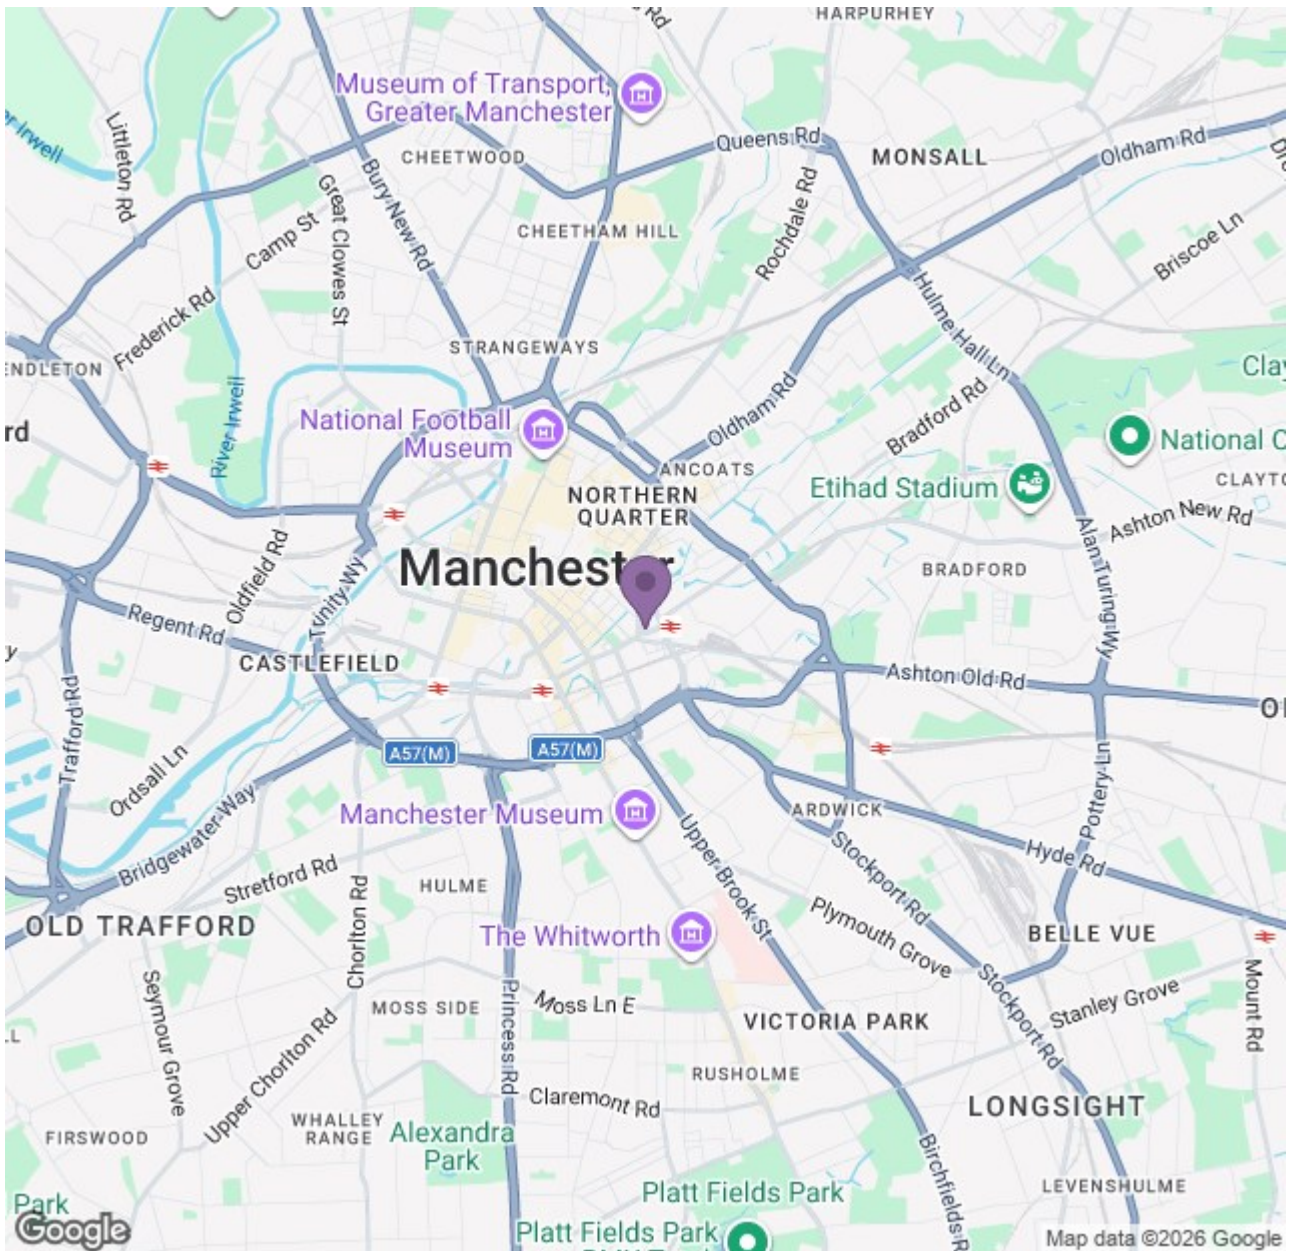 HARPURHEY
Rd
Museum of Transport,
Greater Manchester
Irwell
Littleton Rd
CHEETWOOD
Queens Rd
MONSALL
Oldham Rd
Bury New Rd
Great Clowes St
Camp St
CHEETHAM HILL
Rochdale Rd
Briscoe Ln
Frederick Rd
Hulme Hall Ln
STRANGEWAYS
ENDLETON
Clay
rd
River Irwell
National Football
Museum
Oldham Rd
Bradford Rd
National C
ANCOATS
CLAYTO
NORTHERN
QUARTER
Etihad Stadium
Ashton New Rd
Oldfield Rd
Trinity Wy
Manchester
BRADFORD
Alan Turing Wy
Regent Rd
CASTLEFIELD
Ashton Old Rd
Trafford Rd
Ordsall Ln
A57(M)
A57(M)
Pottery Ln
Bridgewater Way
Manchester Museum
ARDWICK
Upper Brook St
Stockport Rd
Hyde Rd
Stretford Rd
HULME
Chorlton Rd
Plymouth Grove
OLD TRAFFORD
The Whitworth
BELLE VUE
Seymour Grove
Princess Rd
Moss Ln E
MOSS SIDE
VICTORIA PARK
Stockport Rd
Stanley Grove
Mount Rd
Upper Chorlton Rd
RUSHOLME
Claremont Rd
LONGSIGHT
FIRSWOOD
WHALLEY
RANGE
Alexandra
Park
Birchfields R
Platt Fields Park
LEVENSHULME
Park
Platt Fields Park
Google
Map data ©2026 Google